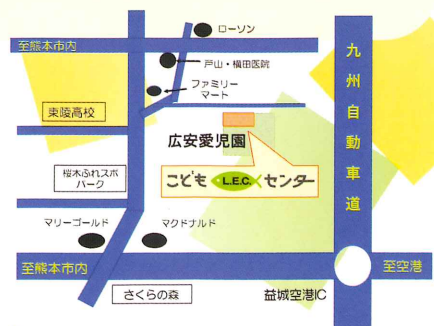 ローソン
至熊本市内
戸山・横田医院
ファミリー
マート
東陵高校
広安愛児園
こども L.E.C. センター
桜木ふれスポ
パーク
マリーゴールド
マクドナルド
至熊本市内
さくらの森
益城空港IC
至空港
九州自動車道